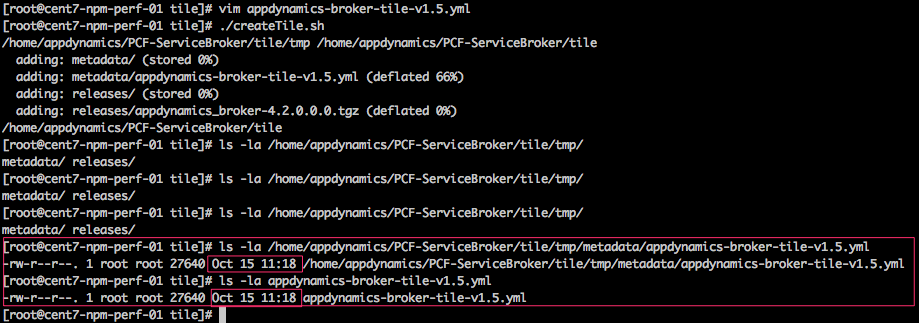 [root@cent7-npm-perf-01 tile]# vim appdynamics-broker-tile-v1.5.yml
[root@cent7-npm-perf-01 tile]# ./createTile.sh
/home/appdynamics/PCF-ServiceBroker/tile/tmp /home/appdynamics/PCF-ServiceBroker/tile
  adding: metadata/ (stored 0%)
  adding: metadata/appdynamics-broker-tile-v1.5.yml (deflated 66%)
  adding: releases/ (stored 0%)
  adding: releases/appdynamics_broker-4.2.0.0.0.tgz (deflated 0%)
/home/appdynamics/PCF-ServiceBroker/tile
[root@cent7-npm-perf-01 tile]# ls -la /home/appdynamics/PCF-ServiceBroker/tile/tmp/
metadata/ releases/
[root@cent7-npm-perf-01 tile]# ls -la /home/appdynamics/PCF-ServiceBroker/tile/tmp/
metadata/ releases/
[root@cent7-npm-perf-01 tile]# ls -la /home/appdynamics/PCF-ServiceBroker/tile/tmp/
metadata/ releases/
[root@cent7-npm-perf-01 tile]# ls -la /home/appdynamics/PCF-ServiceBroker/tile/tmp/metadata/appdynamics-broker-tile-v1.5.yml
-rw-r--r--. 1 root root 27640 Oct 15 11:18 /home/appdynamics/PCF-ServiceBroker/tile/tmp/metadata/appdynamics-broker-tile-v1.5.yml
[root@cent7-npm-perf-01 tile]# ls -la appdynamics-broker-tile-v1.5.yml
-rw-r--r--. 1 root root 27640 Oct 15 11:18 appdynamics-broker-tile-v1.5.yml
[root@cent7-npm-perf-01 tile]#